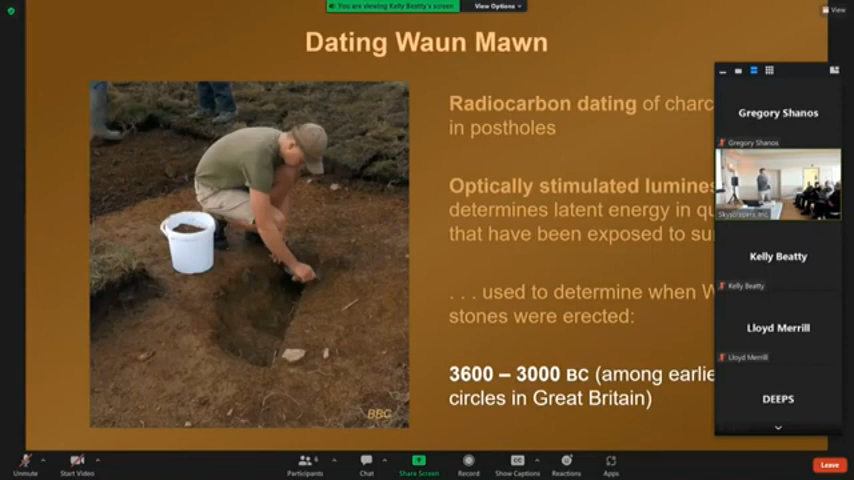 You are viewing Kelly Beatty's screen
View Options
View
Dating Waun Mawn
Radiocarbon dating of charc
in postholes
Optically stimulated lumines
determines latent energy in qu
that have been exposed to su
. . . used to determine when W
stones were erected:
3600 – 3000 BC (among earlie
circles in Great Britain)
BBC
Gregory Shanos
Gregory Shanos
Skyscrapers, Inc.
Kelly Beatty
Kelly Beatty
Lloyd Merrill
Lloyd Merrill
DEEPS
Unmute
Start Video
Participants
6
Chat
Share Screen
Record
Show Captions
Reactions
Apps
Leave